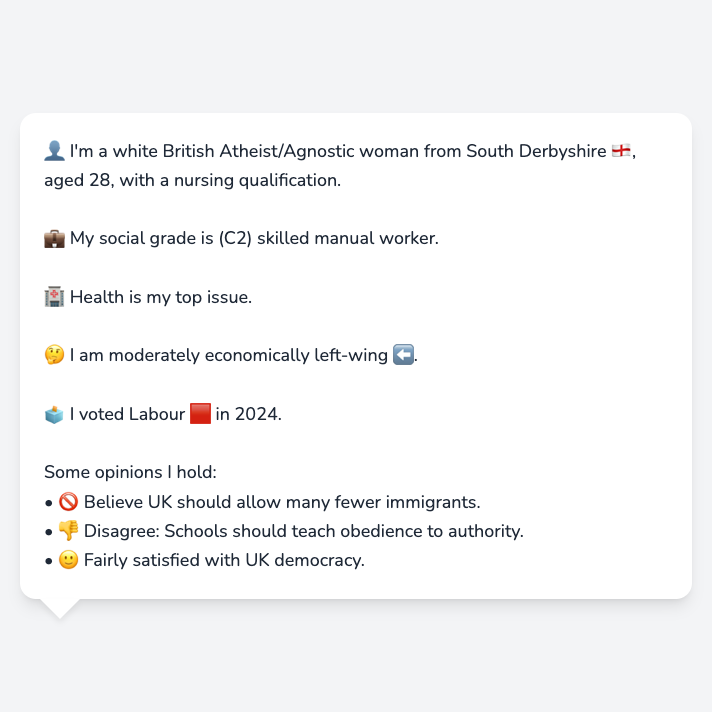 👤 I'm a white British Atheist/Agnostic woman from South Derbyshire 🏴󠁧󠁢󠁥󠁮󠁧󠁿,
aged 28, with a nursing qualification.
💼 My social grade is (C2) skilled manual worker.
🏥 Health is my top issue.
🤔 I am moderately economically left-wing ⬅️.
🗳️ I voted Labour 🟥 in 2024.
Some opinions I hold:
• 🚫 Believe UK should allow many fewer immigrants.
• 👎 Disagree: Schools should teach obedience to authority.
• 🙂 Fairly satisfied with UK democracy.